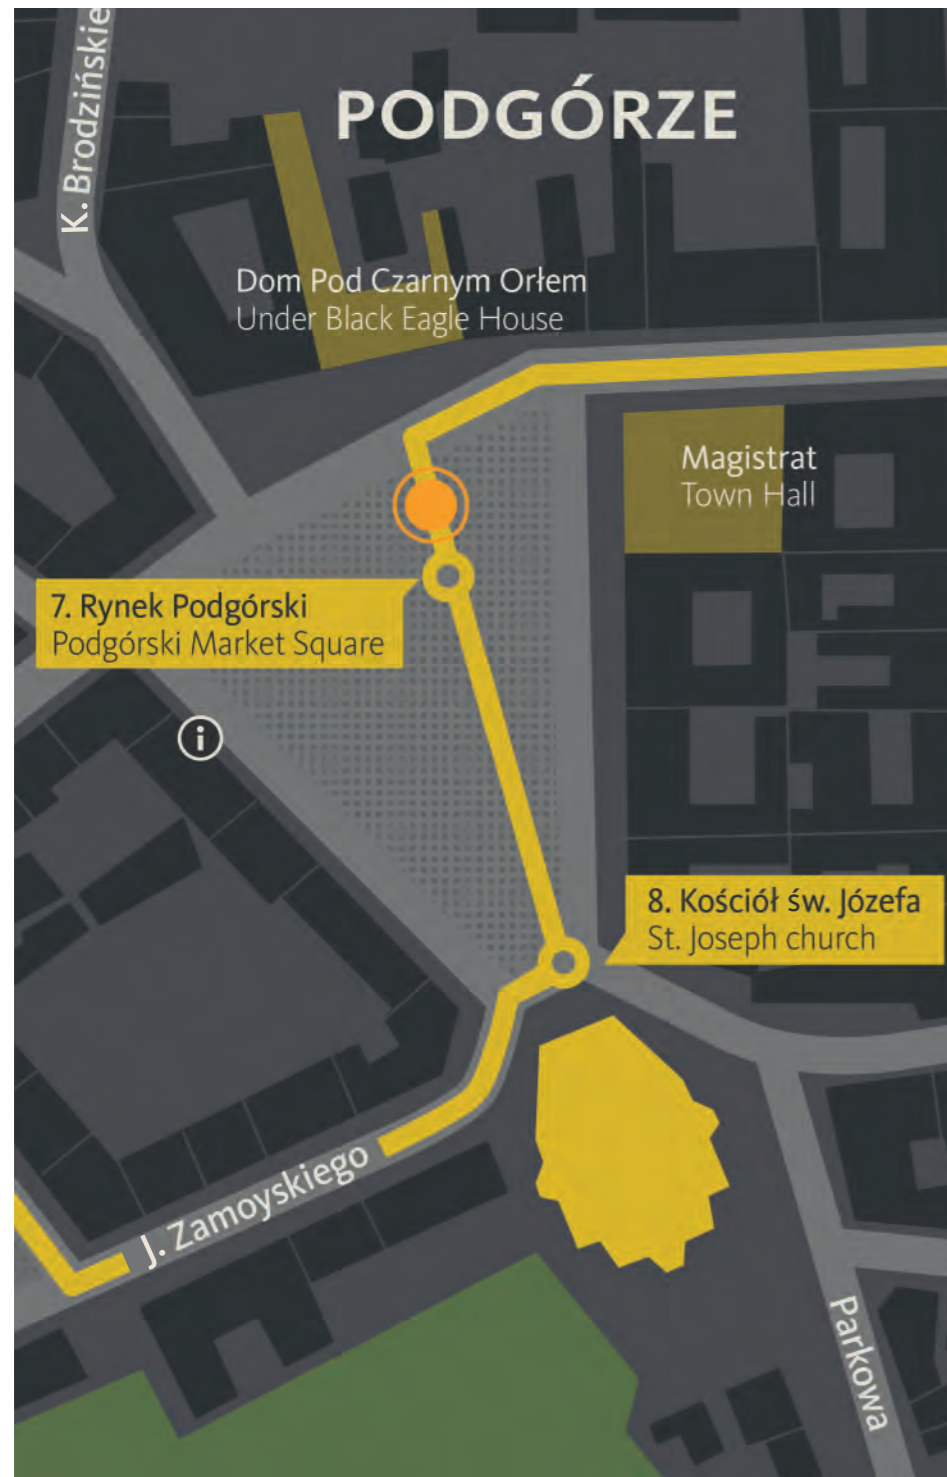 K. Brodzińskie
PODGÓRZE
Dom Pod Czarnym Orłem
Under Black Eagle House
Magistrat
Town Hall
7. Rynek Podgórski
Podgórski Market Square
i
8. Kościół św. Józefa
St. Joseph church
J. Zamoyskiego
Parkowa